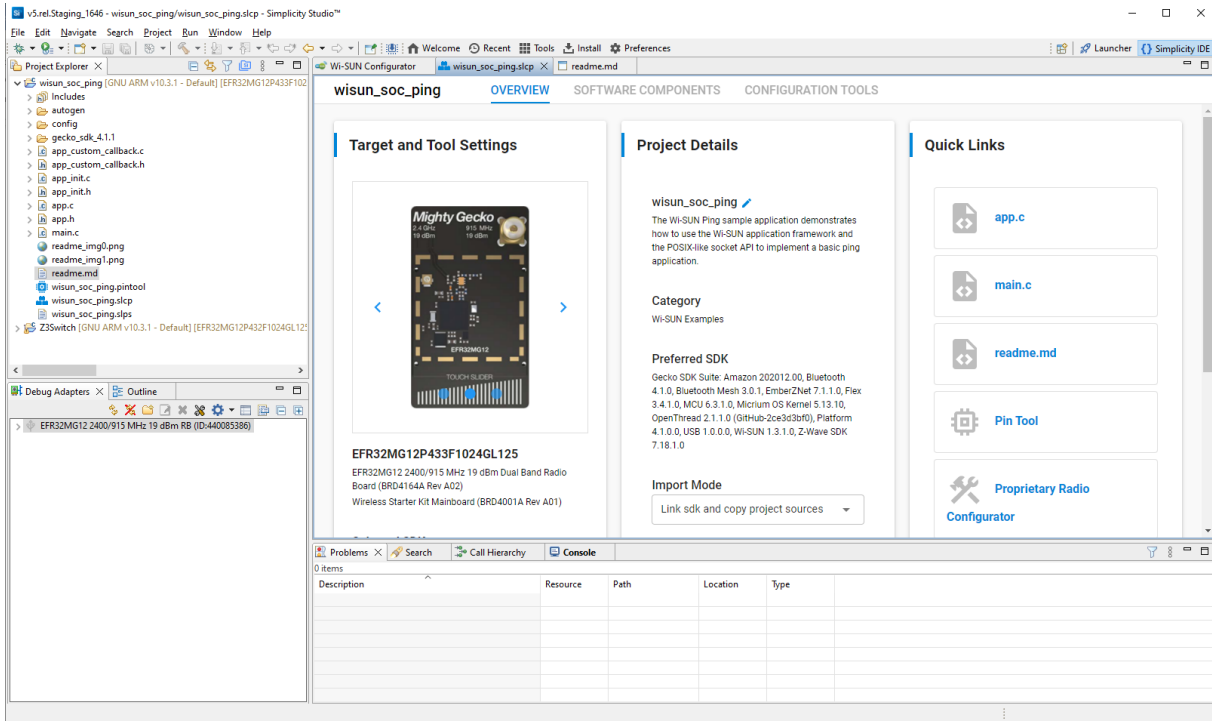 v5.rel.Staging_1646 - wisun_soc_ping/wisun_soc_ping.slcp - Simplicity Studio™
File Edit Navigate Search Project Run Window Help
Welcome Recent Tools Install Preferences Launcher Simplicity IDE
Project Explorer
wisun_soc_ping [GNU ARM v10.3.1 - Default] [EFR32MG12P433F102
Includes
autogen
config
gecko_sdk_4.1.1
app_custom_callback.c
app_custom_callback.h
app_init.c
app_init.h
app.c
app.h
main.c
readme_img0.png
readme_img1.png
readme.md
wisun_soc_ping.pintool
wisun_soc_ping.slcp
wisun_soc_ping.slps
Z3Switch [GNU ARM v10.3.1 - Default] [EFR32MG12P432F1024GL125
Debug Adapters Outline
EFR32MG12 2400/915 MHz 19 dBm RB (ID:440085386)
Wi-SUN Configurator wisun_soc_ping.slcp readme.md
wisun_soc_ping OVERVIEW SOFTWARE COMPONENTS CONFIGURATION TOOLS
Target and Tool Settings
Mighty Gecko
2.4 GHz 915 MHz
19 dBm 19 dBm
EFR32MG12
TOUCH SLIDER
EFR32MG12P433F1024GL125
EFR32MG12 2400/915 MHz 19 dBm Dual Band Radio
Board (BRD4164A Rev A02)
Wireless Starter Kit Mainboard (BRD4001A Rev A01)
Project Details
wisun_soc_ping
The Wi-SUN Ping sample application demonstrates
how to use the Wi-SUN application framework and
the POSIX-like socket API to implement a basic ping
application.
Category
Wi-SUN Examples
Preferred SDK
Gecko SDK Suite: Amazon 202012.00, Bluetooth
4.1.0, Bluetooth Mesh 3.0.1, EmberZNet 7.1.1.0, Flex
3.4.1.0, MCU 6.3.1.0, Micrium OS Kernel 5.13.10,
OpenThread 2.1.1.0 (GitHub-2ce3d3bf0), Platform
4.1.0.0, USB 1.0.0.0, Wi-SUN 1.3.1.0, Z-Wave SDK
7.18.1.0
Import Mode
Link sdk and copy project sources
Quick Links
app.c
main.c
readme.md
Pin Tool
Proprietary Radio
Configurator
Problems Search Call Hierarchy Console
0 items
Description Resource Path Location Type